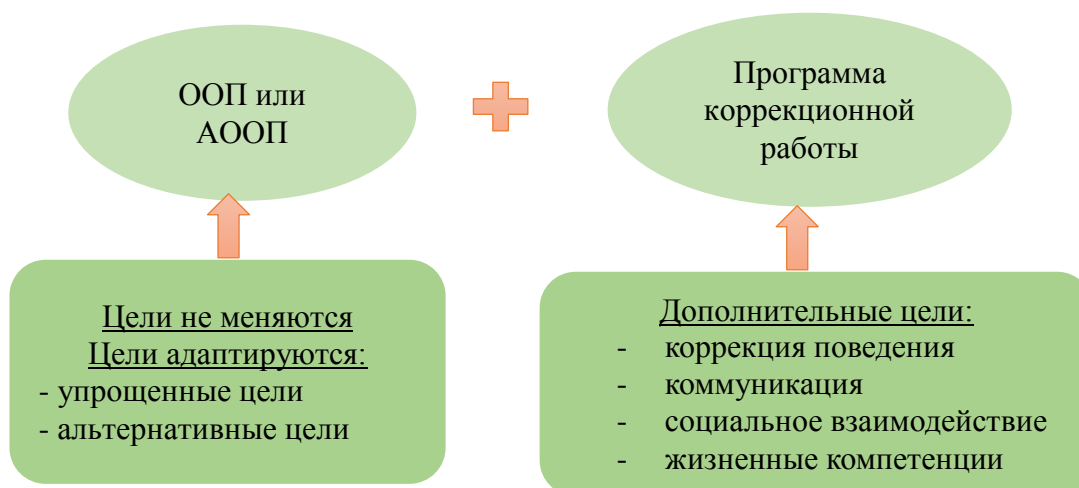 ООП или
АООП
Программа
коррекционной
работы
Цели не меняются
Цели адаптируются:
- упрощенные цели
- альтернативные цели
Дополнительные цели:
- коррекция поведения
- коммуникация
- социальное взаимодействие
- жизненные компетенции